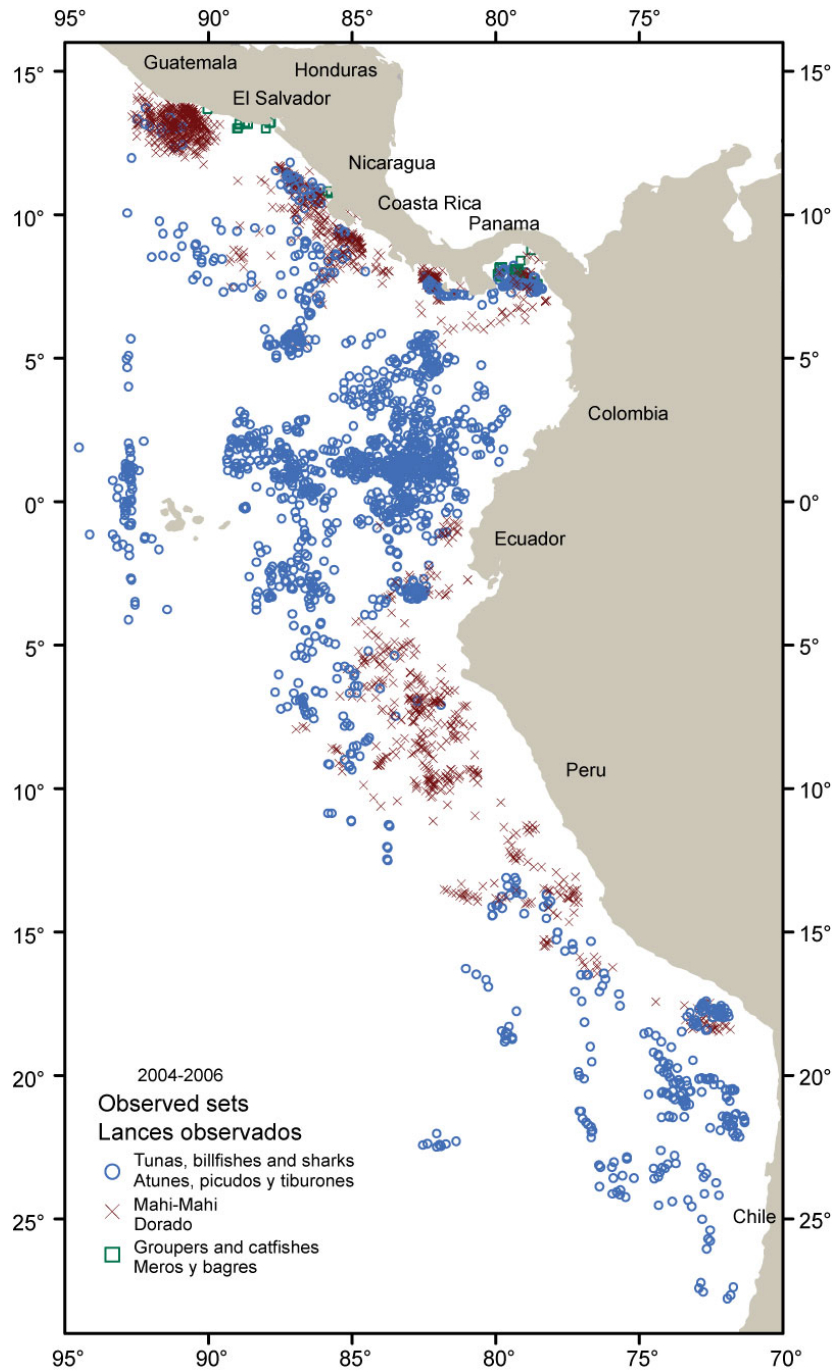 95° 90° 85° 80° 75° 70°
15° 15°
Guatemala
Honduras
El Salvador
Nicaragua
10° 10°
Coasta Rica
Panama
5° 5°
Colombia
0° 0°
Ecuador
5° 5°
10° 10°
Peru
15° 15°
20° 20°
2004-2006
Observed sets
Lances observados
Tunas, billfishes and sharks
Atunes, picudos y tiburones
Mahi-Mahi
Dorado
Groupers and catfishes
Meros y bagres
Chile
25° 25°
95° 90° 85° 80° 75° 70°